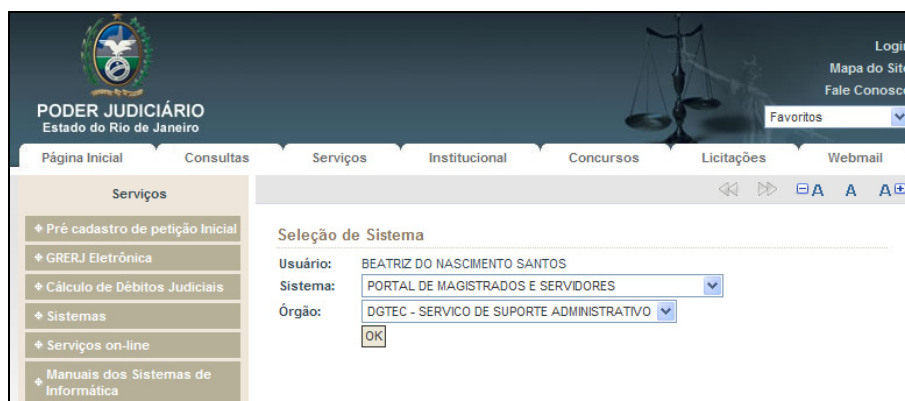 PODER JUDICIÁRIO
Estado do Rio de Janeiro
Login
Mapa do Site
Fale Conosco
Favoritos
Página Inicial Consultas Serviços Institucional Concursos Licitações Webmail
Serviços
A A A
Pré cadastro de petição Inicial
GRERJ Eletrônica
Cálculo de Débitos Judiciais
Sistemas
Serviços on-line
Manuais dos Sistemas de
Informática
Seleção de Sistema
Usuário: BEATRIZ DO NASCIMENTO SANTOS
Sistema: PORTAL DE MAGISTRADOS E SERVIDORES
Órgão: DGTEC - SERVICO DE SUPORTE ADMINISTRATIVO
OK